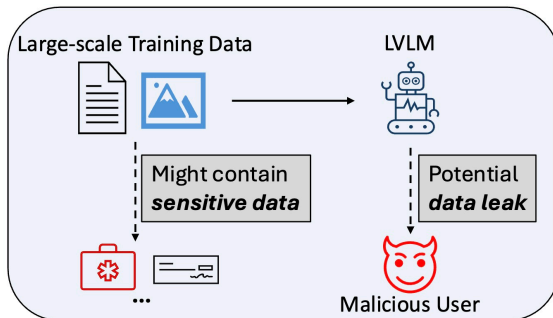 Large-scale Training Data
LVLM
Might contain
sensitive data
Potential
data leak
...
Malicious User